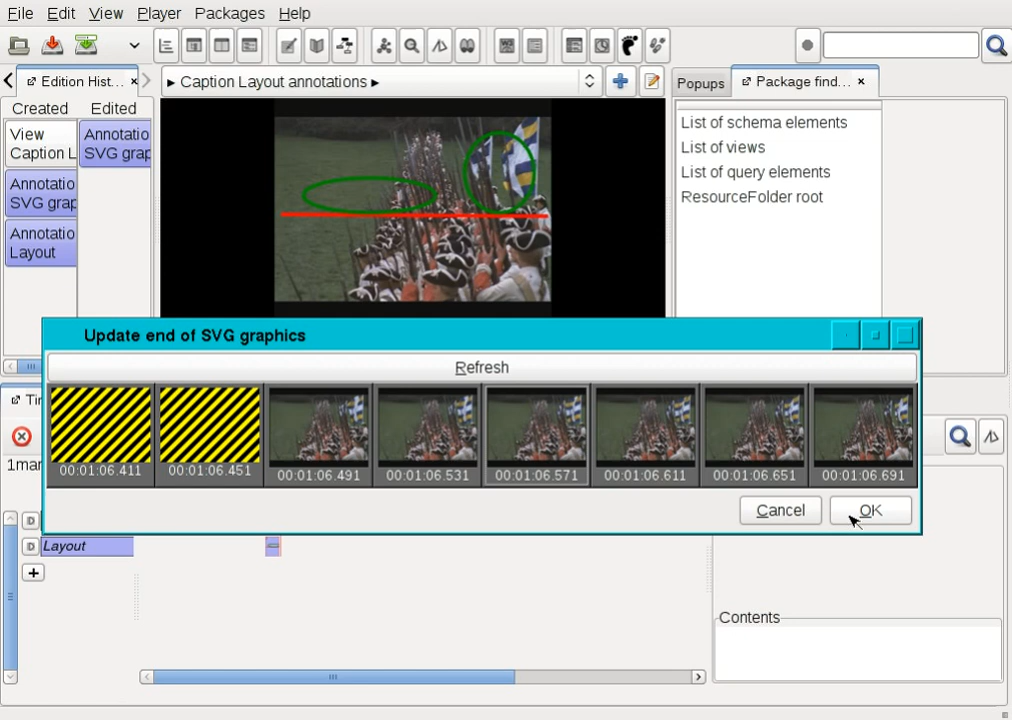 File Edit View Player Packages Help
Edition Hist... ×
▸ Caption Layout annotations ▸
Popups
Package find... ×
Created Edited
View
Caption L
Annotatio
SVG grap
Annotatio
SVG grap
Annotatio
Layout
List of schema elements
List of views
List of query elements
ResourceFolder root
Update end of SVG graphics
Refresh
00:01:06.411 00:01:06.451 00:01:06.491 00:01:06.531 00:01:06.571 00:01:06.611 00:01:06.651 00:01:06.691
Cancel OK
Tir
1mar
D
D Layout
+
Contents